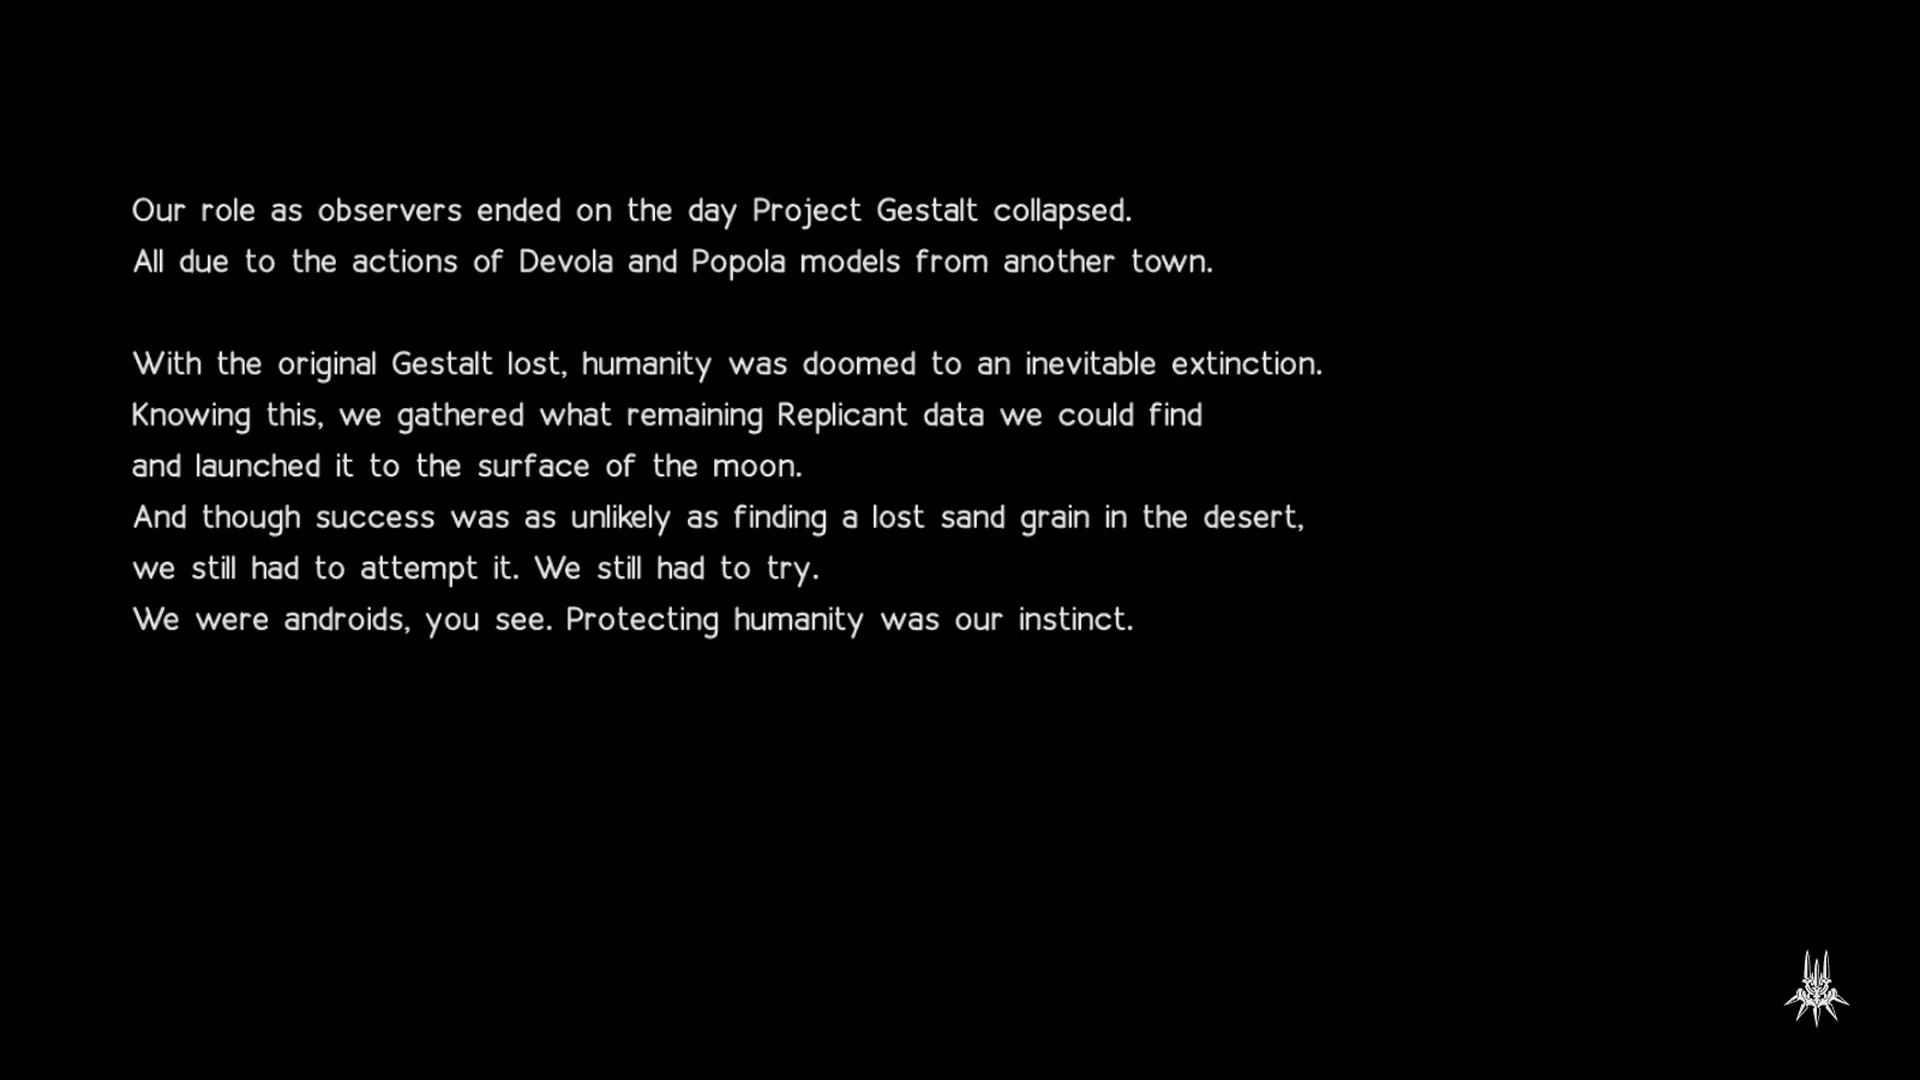 Our role as observers ended on the day Project Gestalt collapsed.
All due to the actions of Devola and Popola models from another town.
With the original Gestalt lost, humanity was doomed to an inevitable extinction.
Knowing this, we gathered what remaining Replicant data we could find
and launched it to the surface of the moon.
And though success was as unlikely as finding a lost sand grain in the desert,
we still had to attempt it. We still had to try.
We were androids, you see. Protecting humanity was our instinct.